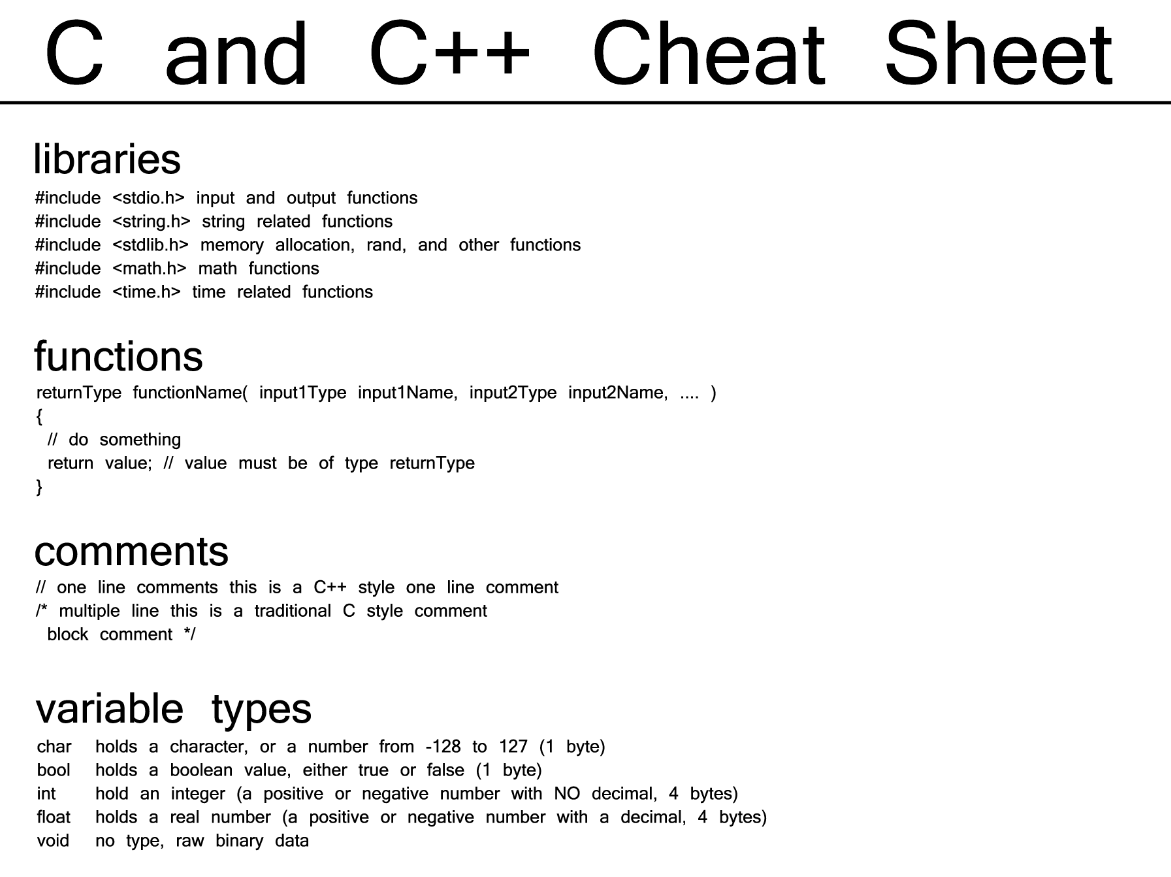 C and C++ Cheat Sheet
libraries
#include <stdio.h> input and output functions
#include <string.h> string related functions
#include <stdlib.h> memory allocation, rand, and other functions
#include <math.h> math functions
#include <time.h> time related functions
functions
returnType functionName( input1Type input1Name, input2Type input2Name, .... )
{
// do something
return value; // value must be of type returnType
}
comments
// one line comments this is a C++ style one line comment
/* multiple line this is a traditional C style comment
block comment */
variable types
char holds a character, or a number from -128 to 127 (1 byte)
bool holds a boolean value, either true or false (1 byte)
int hold an integer (a positive or negative number with NO decimal, 4 bytes)
float holds a real number (a positive or negative number with a decimal, 4 bytes)
void no type, raw binary data